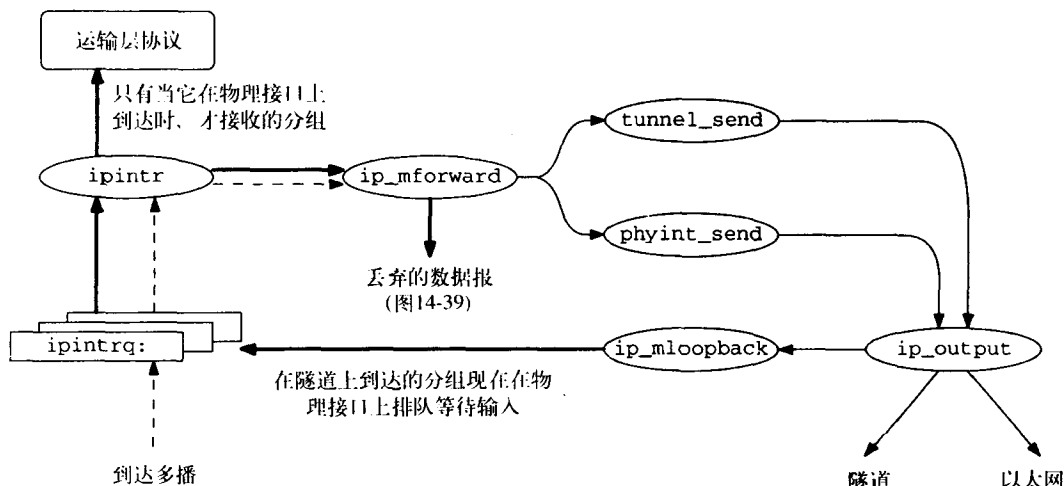 运输层协议
只有当它在物理接口上
到达时、才接收的分组
tunnel_send
ipintr
ip_mforward
phyint_send
丢弃的数据报
(图14-39)
ipintrq:
ip_mloopback
ip_output
在隧道上到达的分组现在在物
理接口上排队等待输入
到达多播
隧道
以太网